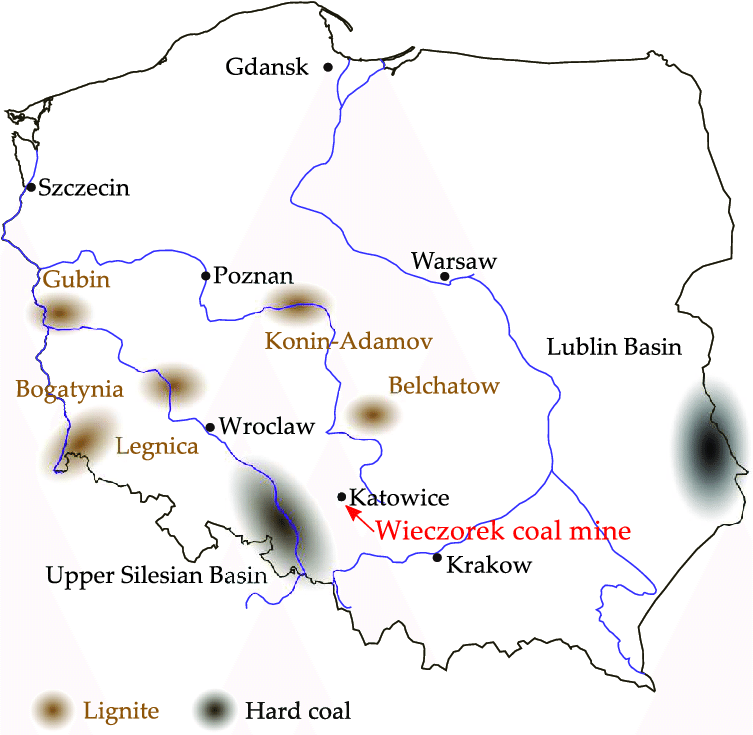 Gdansk
Szczecin
Gubin
Poznan
Warsaw
Konin-Adamov
Lublin Basin
Bogatynia
Belchatow
Legnica
Wroclaw
Katowice
Wieczorek coal mine
Upper Silesian Basin
Krakow
Lignite
Hard coal